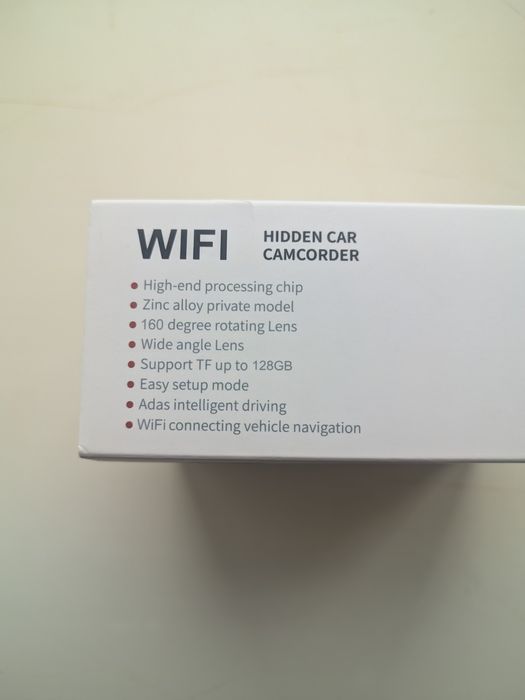 WIFI HIDDEN CAR
CAMCORDER
• High-end processing chip
• Zinc alloy private model
• 160 degree rotating Lens
• Wide angle Lens
• Support TF up to 128GB
• Easy setup mode
• Adas intelligent driving
• WiFi connecting vehicle navigation